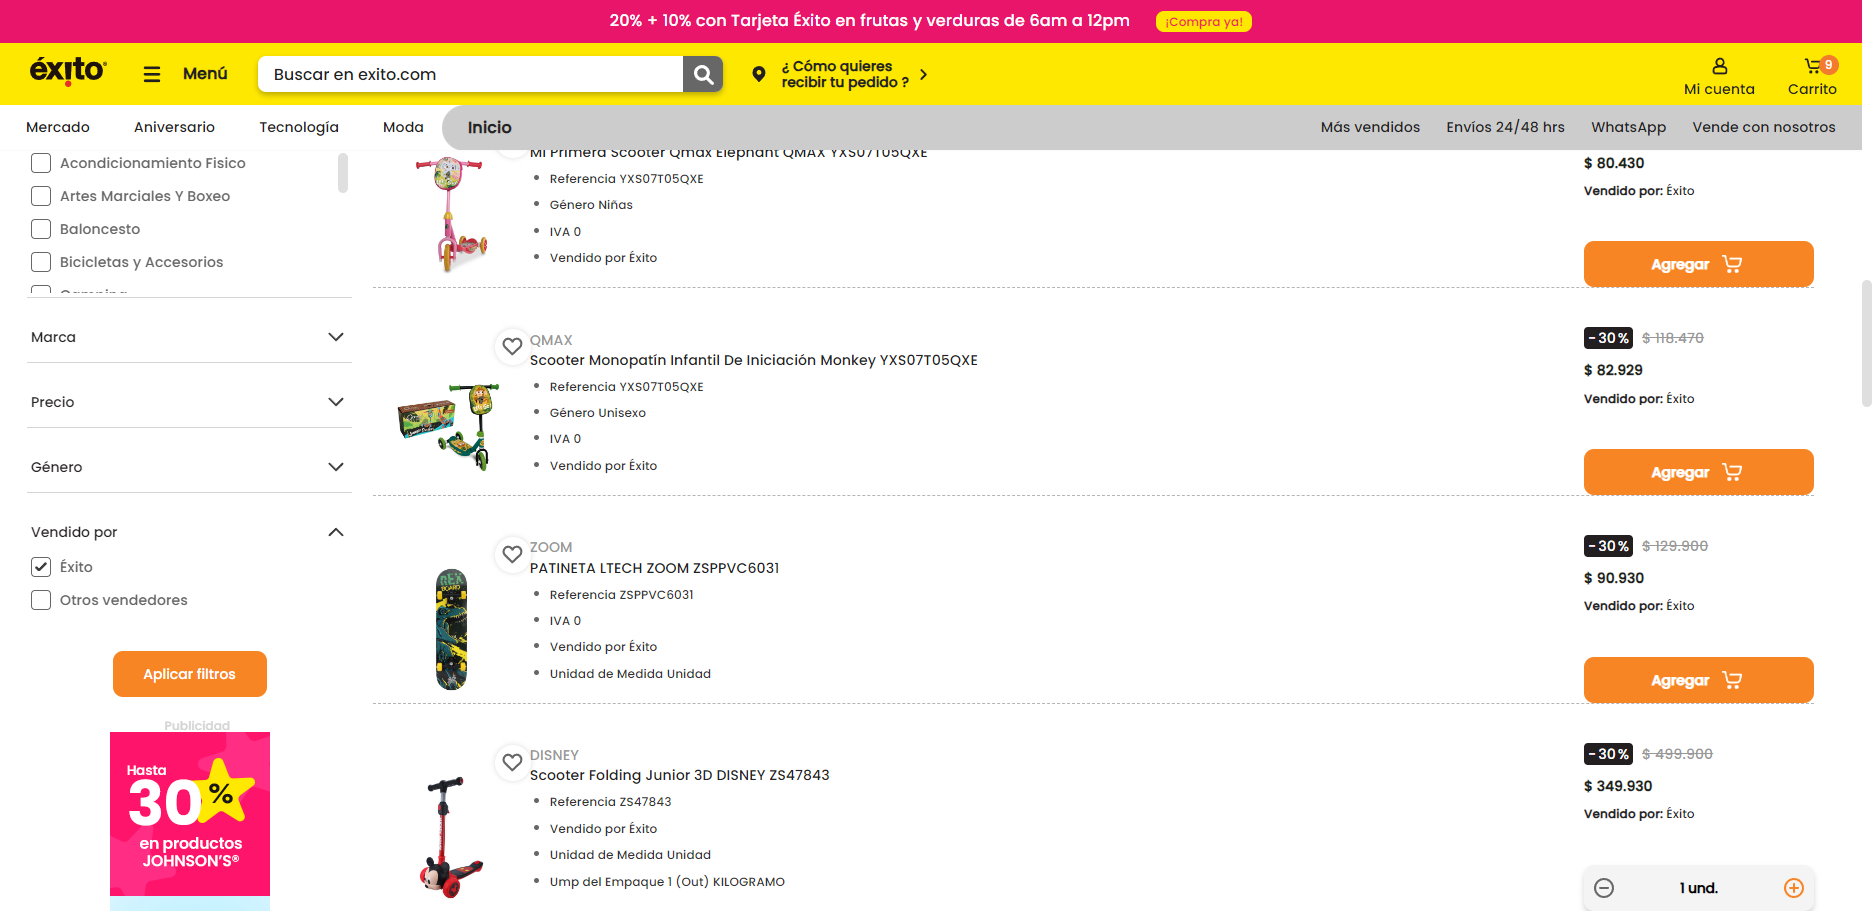 20% + 10% con Tarjeta Éxito en frutas y verduras de 6am a 12pm
¡Compra ya!
éxito
Menú
Buscar en exito.com
¿ Cómo quieres
recibir tu pedido ?
Mi cuenta
9
Carrito
Mercado
Aniversario
Tecnología
Moda
Inicio
Más vendidos
Envíos 24/48 hrs
WhatsApp
Vende con nosotros
Acondicionamiento Fisico
Artes Marciales Y Boxeo
Baloncesto
Bicicletas y Accesorios
Marca
Precio
Género
Vendido por
Éxito
Otros vendedores
Aplicar filtros
Publicidad
Hasta
30%
en productos
JOHNSON'S®
Mi Primera Scooter Qmax Elephant QMAX YXS07T05QXE
Referencia YXS07T05QXE
Género Niñas
IVA 0
Vendido por Éxito
$ 80.430
Vendido por: Éxito
Agregar
QMAX
Scooter Monopatín Infantil De Iniciación Monkey YXS07T05QXE
Referencia YXS07T05QXE
Género Unisexo
IVA 0
Vendido por Éxito
-30% $ 118.470
$ 82.929
Vendido por: Éxito
Agregar
ZOOM
PATINETA LTECH ZOOM ZSPPVC6031
Referencia ZSPPVC6031
IVA 0
Vendido por Éxito
Unidad de Medida Unidad
REX
-30% $ 129.900
$ 90.930
Vendido por: Éxito
Agregar
DISNEY
Scooter Folding Junior 3D DISNEY ZS47843
Referencia ZS47843
Vendido por Éxito
Unidad de Medida Unidad
Ump del Empaque 1 (Out) KILOGRAMO
-30% $ 499.900
$ 349.930
Vendido por: Éxito
1 und.